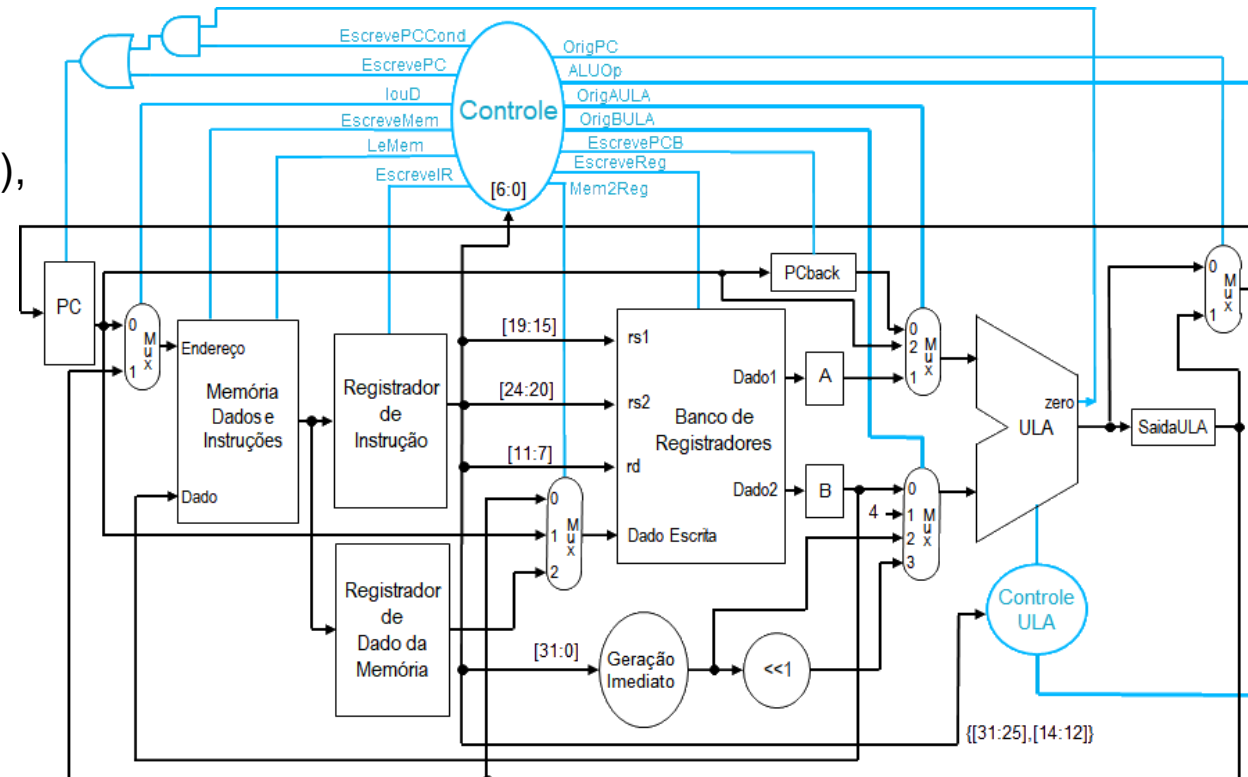 ),
EscrevePCCond
EscrevePC
IouD
EscreveMem
LeMem
EscreveIR
Controle
[6:0]
OrigPC
ALUOp
OrigAULA
OrigBULA
EscrevePCB
EscreveReg
Mem2Reg
PC
0
Mux
1
Endereço
Memória
Dados e
Instruções
Dado
Registrador
de
Instrução
Registrador
de
Dado da
Memória
[19:15]
[24:20]
[11:7]
[31:0]
0
1
Mux
2
rs1
rs2
rd
Dado Escrita
Banco de
Registradores
Dado1
Dado2
A
B
PCback
0
2
Mux
1
4
0
1
Mux
2
3
Geração
Imediato
<<1
zero
ULA
SaidaULA
Controle
ULA
{[31:25],[14:12]}
0
Mux
1